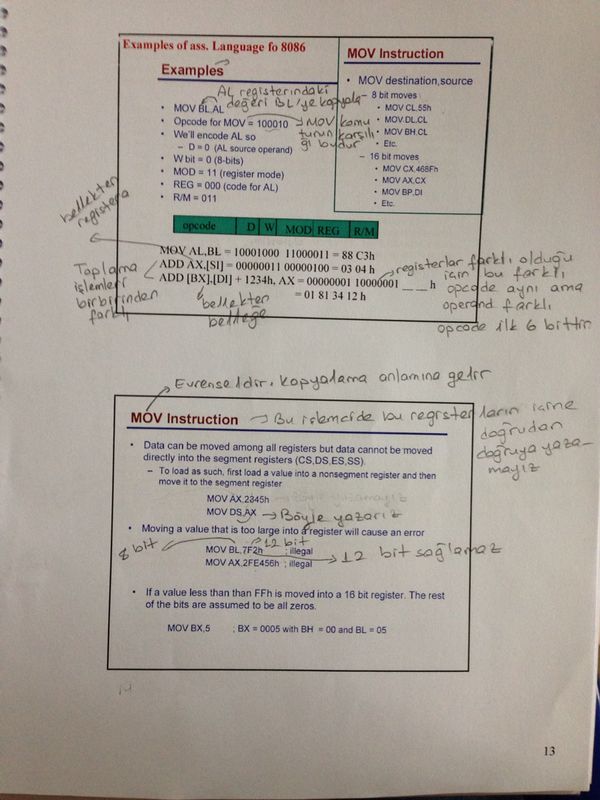 Examples of ass. Language fo 8086
Examples
AL registerındaki
değeri BL'ye kopyala
• MOV BL,AL
• Opcode for MOV = 100010
MOV komu
turun karşılı
ğı budur
• We'll encode AL so
– D = 0 (AL source operand)
• W bit = 0 (8-bits)
• MOD = 11 (register mode)
• REG = 000 (code for AL)
• R/M = 011
MOV Instruction
• MOV destination,source
– 8 bit moves
• MOV CL,55h
• MOV DL,CL
• MOV BH,CL
• Etc.
– 16 bit moves
• MOV CX,468Fh
• MOV AX,CX
• MOV BP,DI
• Etc.
opcode D W MOD REG R/M
bellekten
registera
MOV AL,BL = 10001000 11000011 = 88 C3h
ADD AX,[SI] = 00000011 00000100 = 03 04 h
ADD [BX],[DI] + 1234h, AX = 00000001 10000001 _ _ h
= 01 81 34 12 h
Toplama
işlemleri
birbirinden
farklı
bellekten
belleğe
registerlar farklı olduğu
için bu farklı
opcode aynı ama
operand farklı
opcode ilk 6 bittir
Evrenseldir. Kopyalama anlamına gelir
MOV Instruction
Bu işlemcide bu registerların içine
doğrudan
doğruya yaza-
mayız
• Data can be moved among all registers but data cannot be moved
directly into the segment registers (CS,DS,ES,SS).
– To load as such, first load a value into a nonsegment register and then
move it to the segment register
MOV AX,2345h
MOV DS,AX
Böyle yazarız
• Moving a value that is too large into a register will cause an error
8 bit
12 bit
MOV BL,7F2h ; illegal
12 bit sağlamaz
MOV AX,2FE456h ; illegal
• If a value less than than FFh is moved into a 16 bit register. The rest
of the bits are assumed to be all zeros.
MOV BX,5 ; BX = 0005 with BH = 00 and BL = 05
13